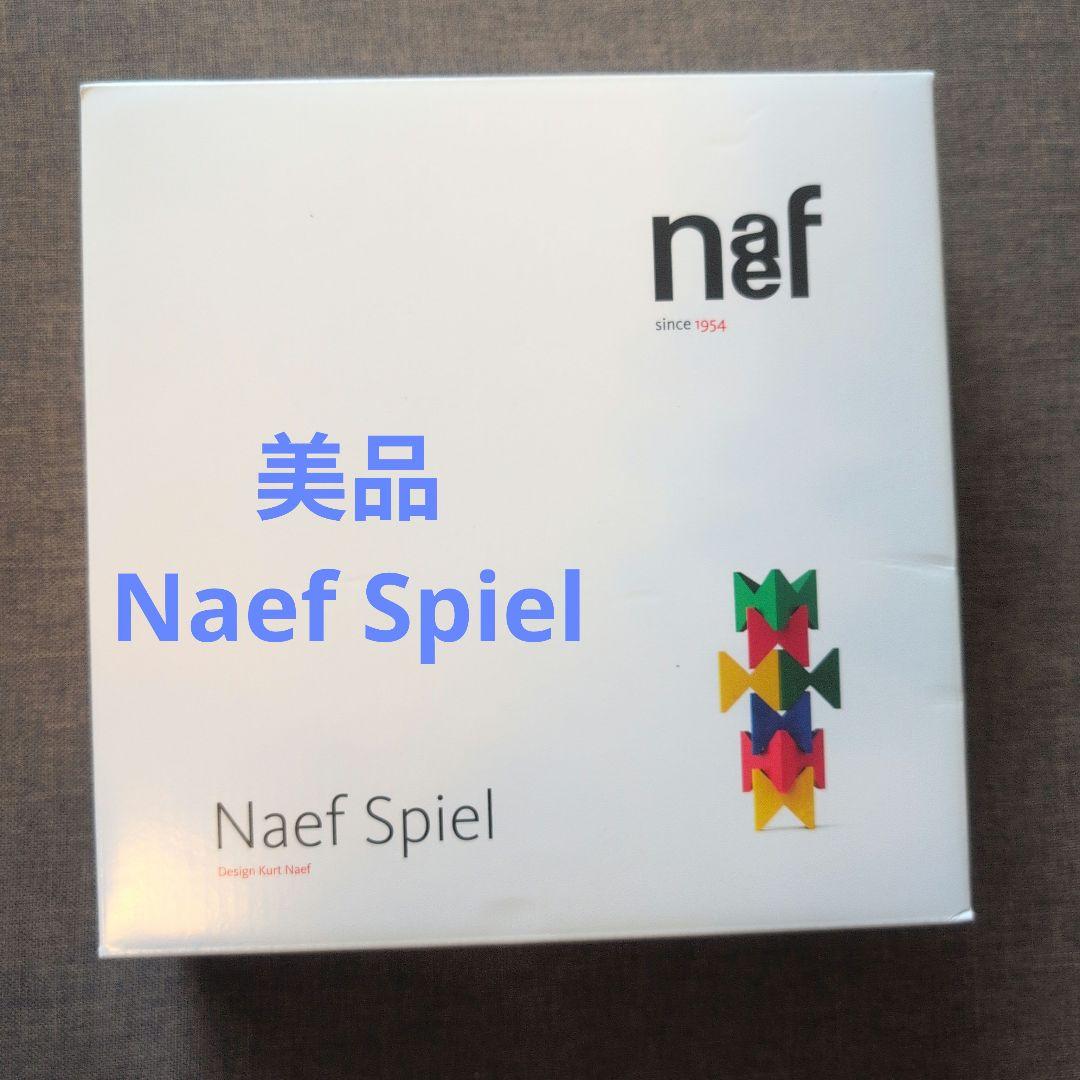 naef
since 1954
美品
Naef Spiel
Naef Spiel
Design Kurt Naef